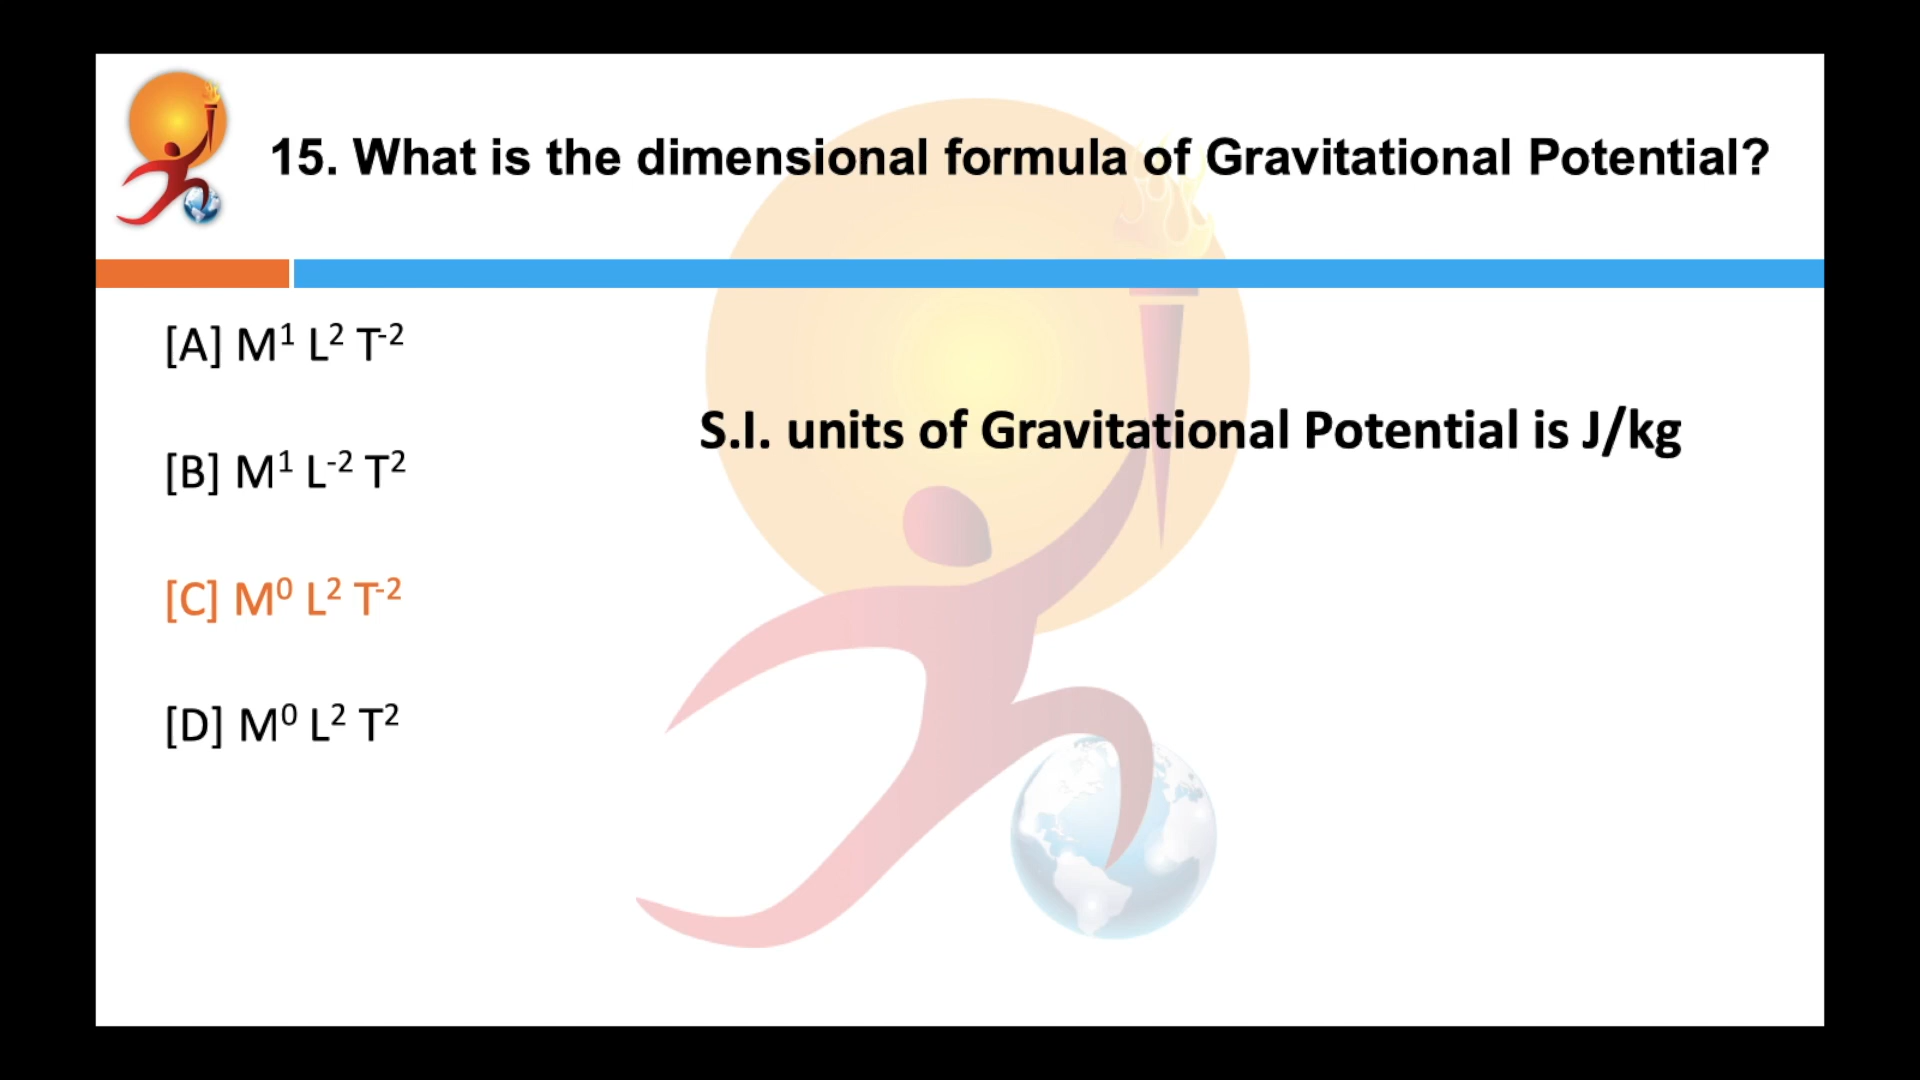 15. What is the dimensional formula of Gravitational Potential?
[A] M¹ L² T⁻²
S.I. units of Gravitational Potential is J/kg
[B] M¹ L⁻² T²
[C] M⁰ L² T⁻²
[D] M⁰ L² T²